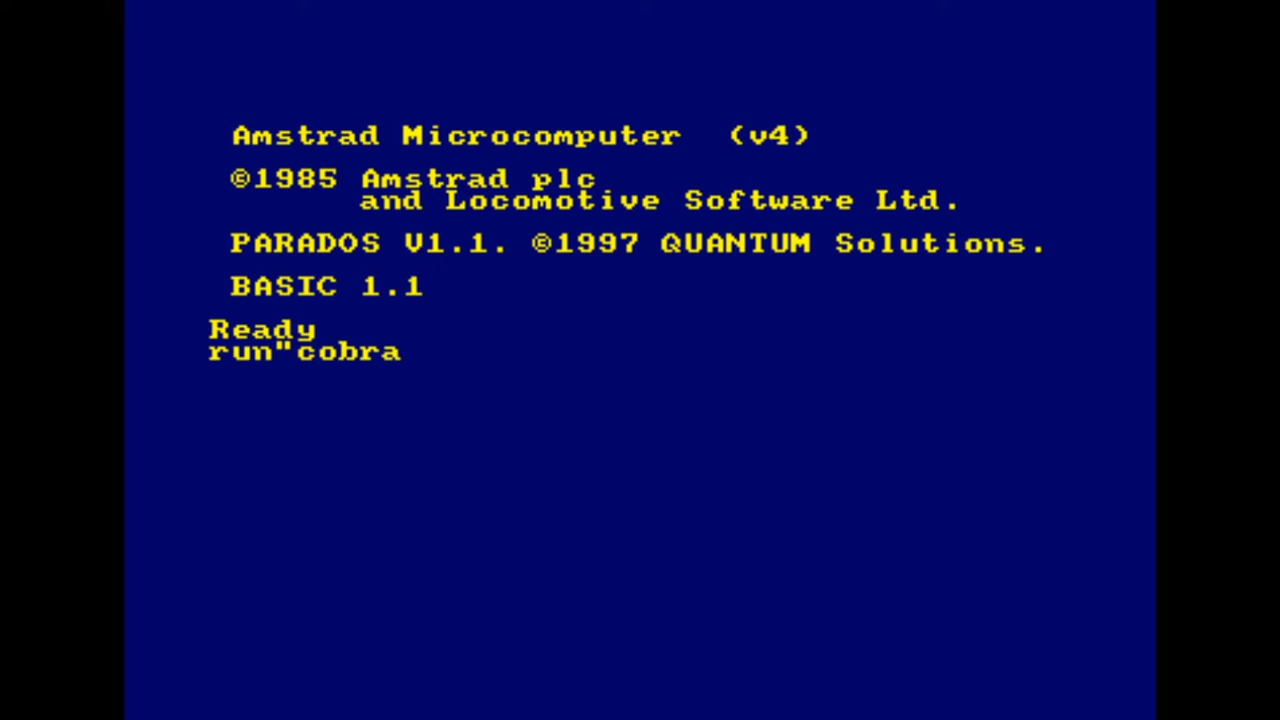 Amstrad Microcomputer (v4)
©1985 Amstrad plc
and Locomotive Software Ltd.
PARADOS V1.1. ©1997 QUANTUM Solutions.
BASIC 1.1
Ready
run"cobra